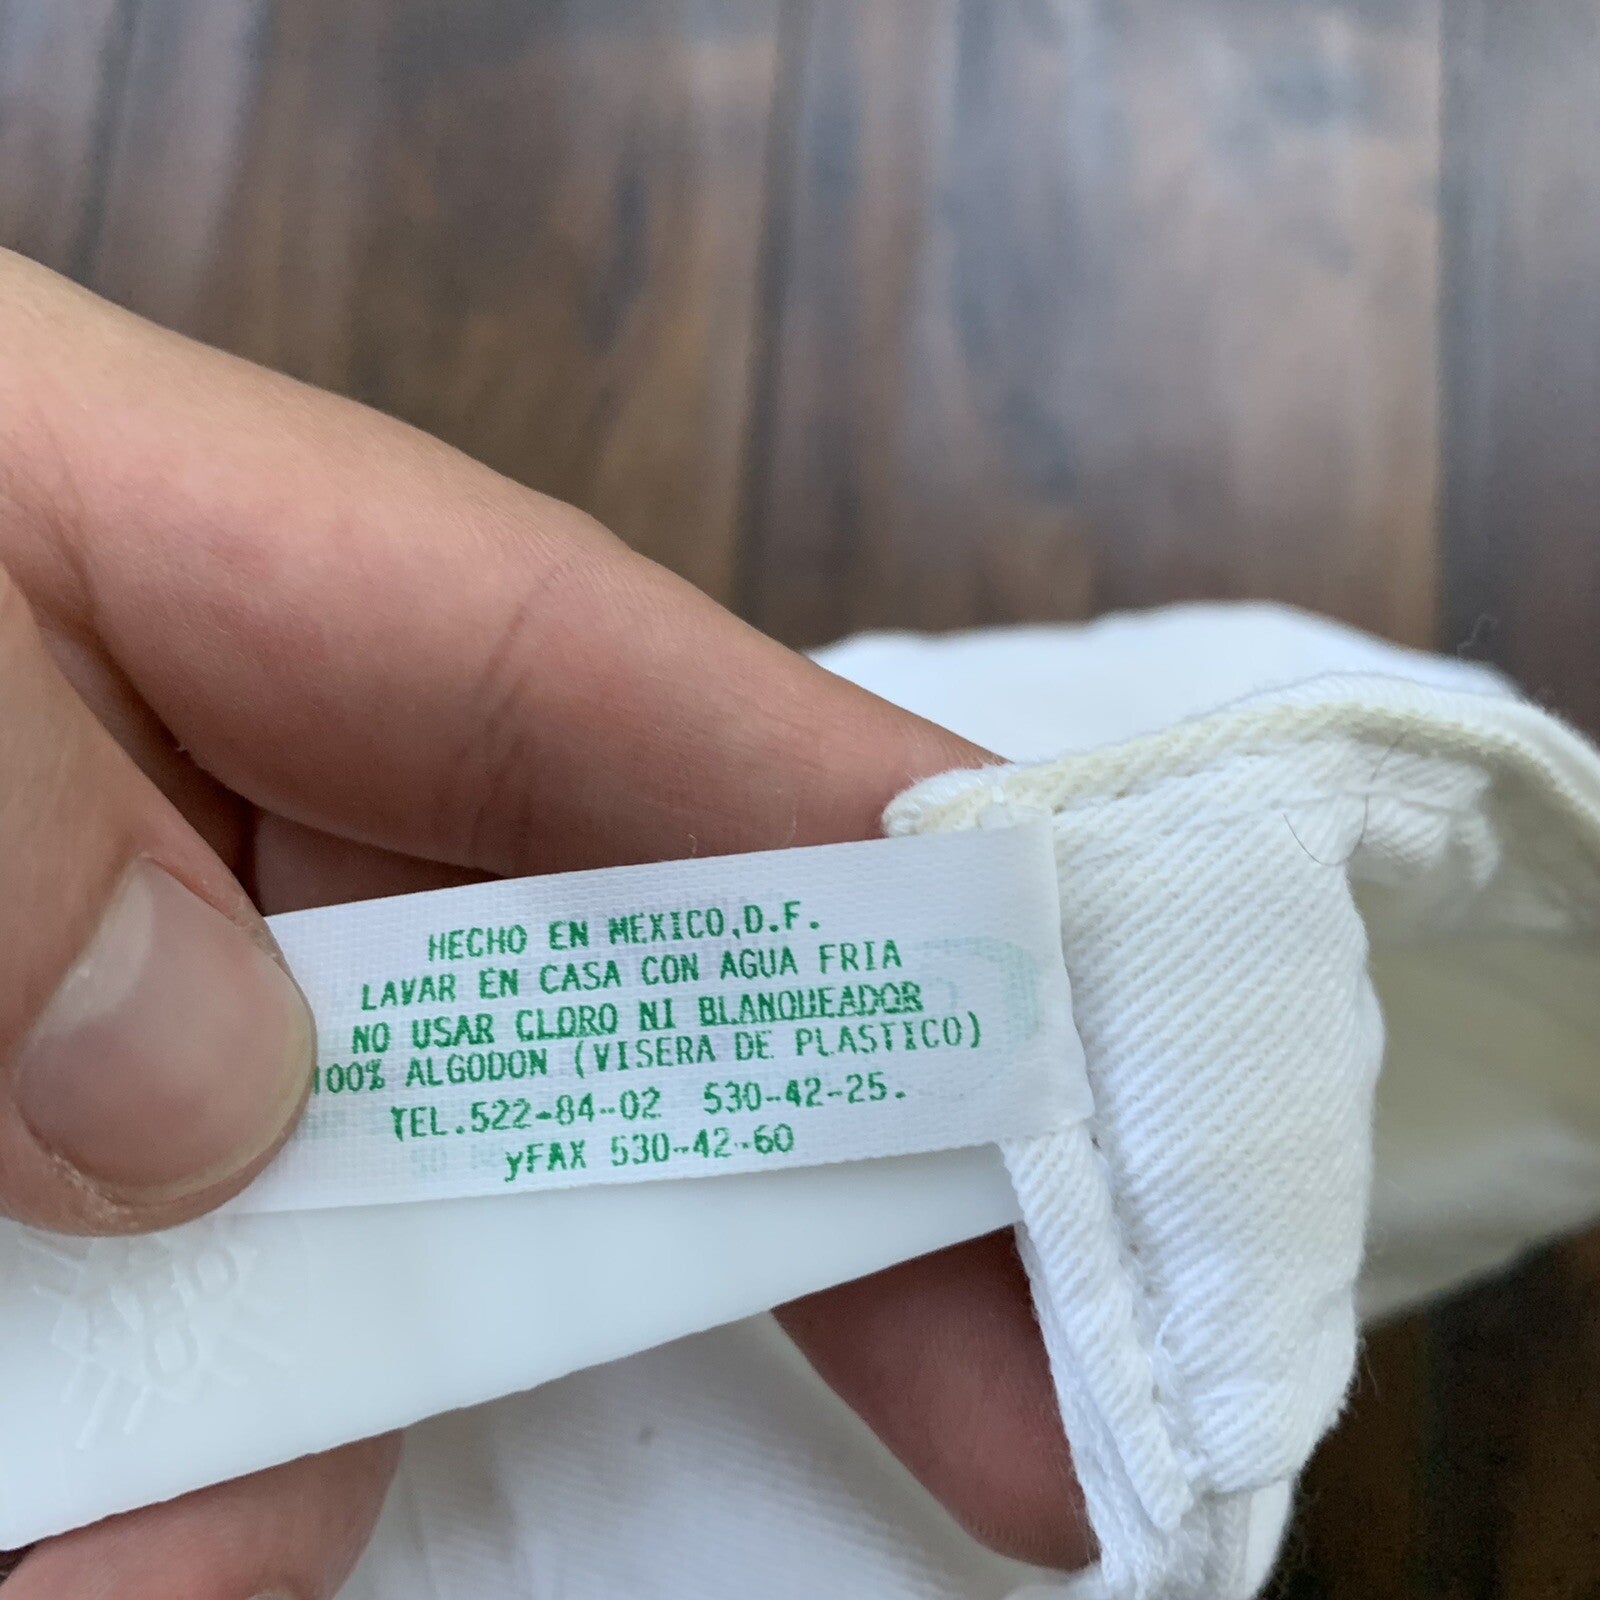 HECHO EN MEXICO,D.F.
LAVAR EN CASA CON AGUA FRIA
NO USAR CLORO NI BLANQUEADOR
100% ALGODON (VISERA DE PLASTICO)
TEL.522-84-02 530-42-25.
yFAX 530-42-60